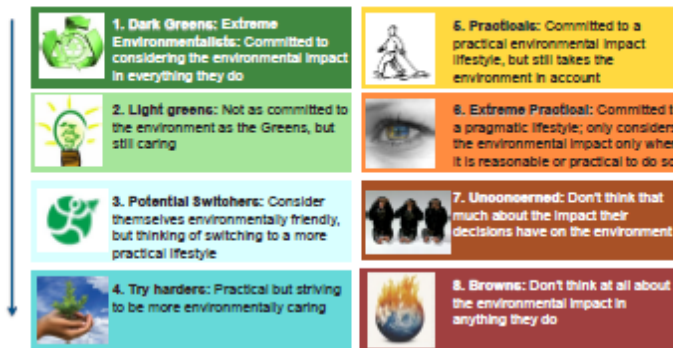 1. Dark Greens: Extreme
Environmentalists: Committed to
considering the environmental impact
in everything they do
2. Light greens: Not as committed to
the environment as the Greens, but
still caring
3. Potential Switchers: Consider
themselves environmentally friendly,
but thinking of switching to a more
practical lifestyle
4. Try harders: Practical but striving
to be more environmentally caring
5. Practicals: Committed to a
practical environmental impact
lifestyle, but still takes the
environment in account
6. Extreme Practical: Committed t
a pragmatic lifestyle; only considers
the environmental impact only whe
it is reasonable or practical to do so
7. Unconcerned: Don't think that
much about the impact their
decisions have on the environment
8. Browns: Don't think at all about
the environmental impact in
anything they do